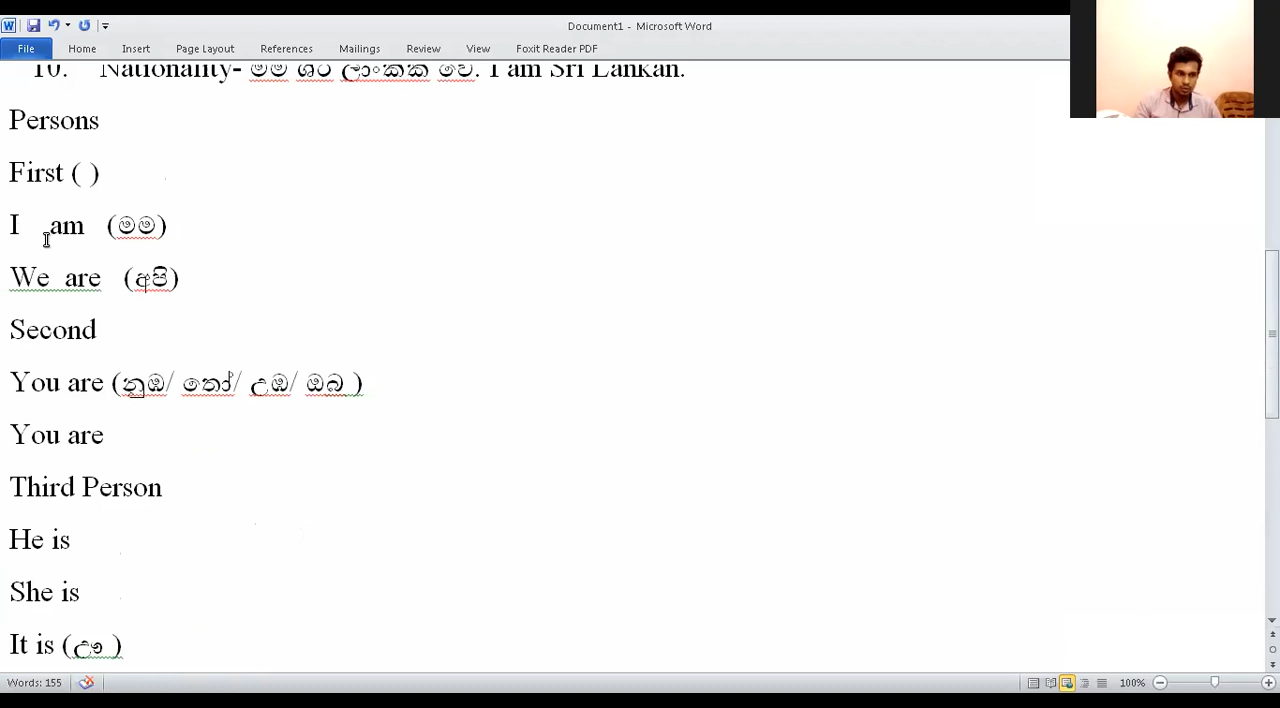 Document1 - Microsoft Word
File Home Insert Page Layout References Mailings Review View Foxit Reader PDF
10. Nationality- මම ශ්‍රී ලාංකික වේ. I am Sri Lankan.
Persons
First ( )
I am (මම)
We are (අපි)
Second
You are (නුඹ/ තෝ/ උඹ/ ඔබ )
You are
Third Person
He is
She is
It is (ඌ )
Words: 155
100%